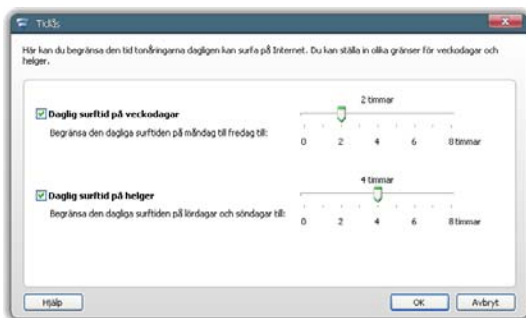 Tidlås
Här kan du begränsa den tid tonåringarna dagligen kan surfa på Internet. Du kan ställa in olika gränser för veckodagar och
helger.
Daglig surftid på veckodagar
2 timmar
Begränsa den dagliga surftiden på måndag till fredag till:
0 2 4 6 8 timmar
Daglig surftid på helger
4 timmar
Begränsa den dagliga surftiden på lördagar och söndagar till:
0 2 4 6 8 timmar
Hjälp OK Avbryt